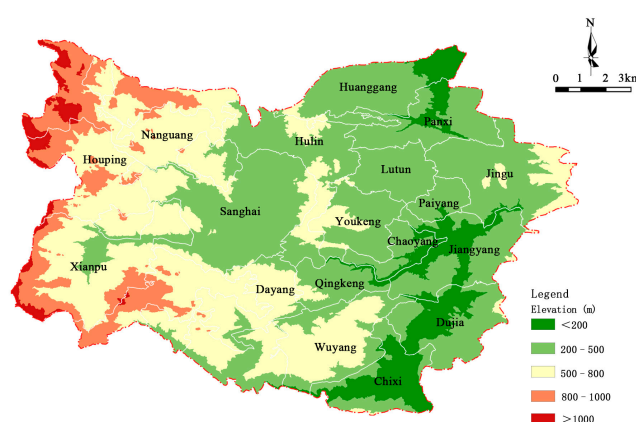 N
0 1 2 3km
Huanggang
Panxi
Nanguang
Hulin
Houping
Lutun
Jingu
Paiyang
Sanghai
Youkeng
Chaoyang
Jiangyang
Xianpu
Qingkeng
Dayang
Dujia
Wuyang
Chixi
Legend
Elevation (m)
<200
200-500
500-800
800-1000
>1000